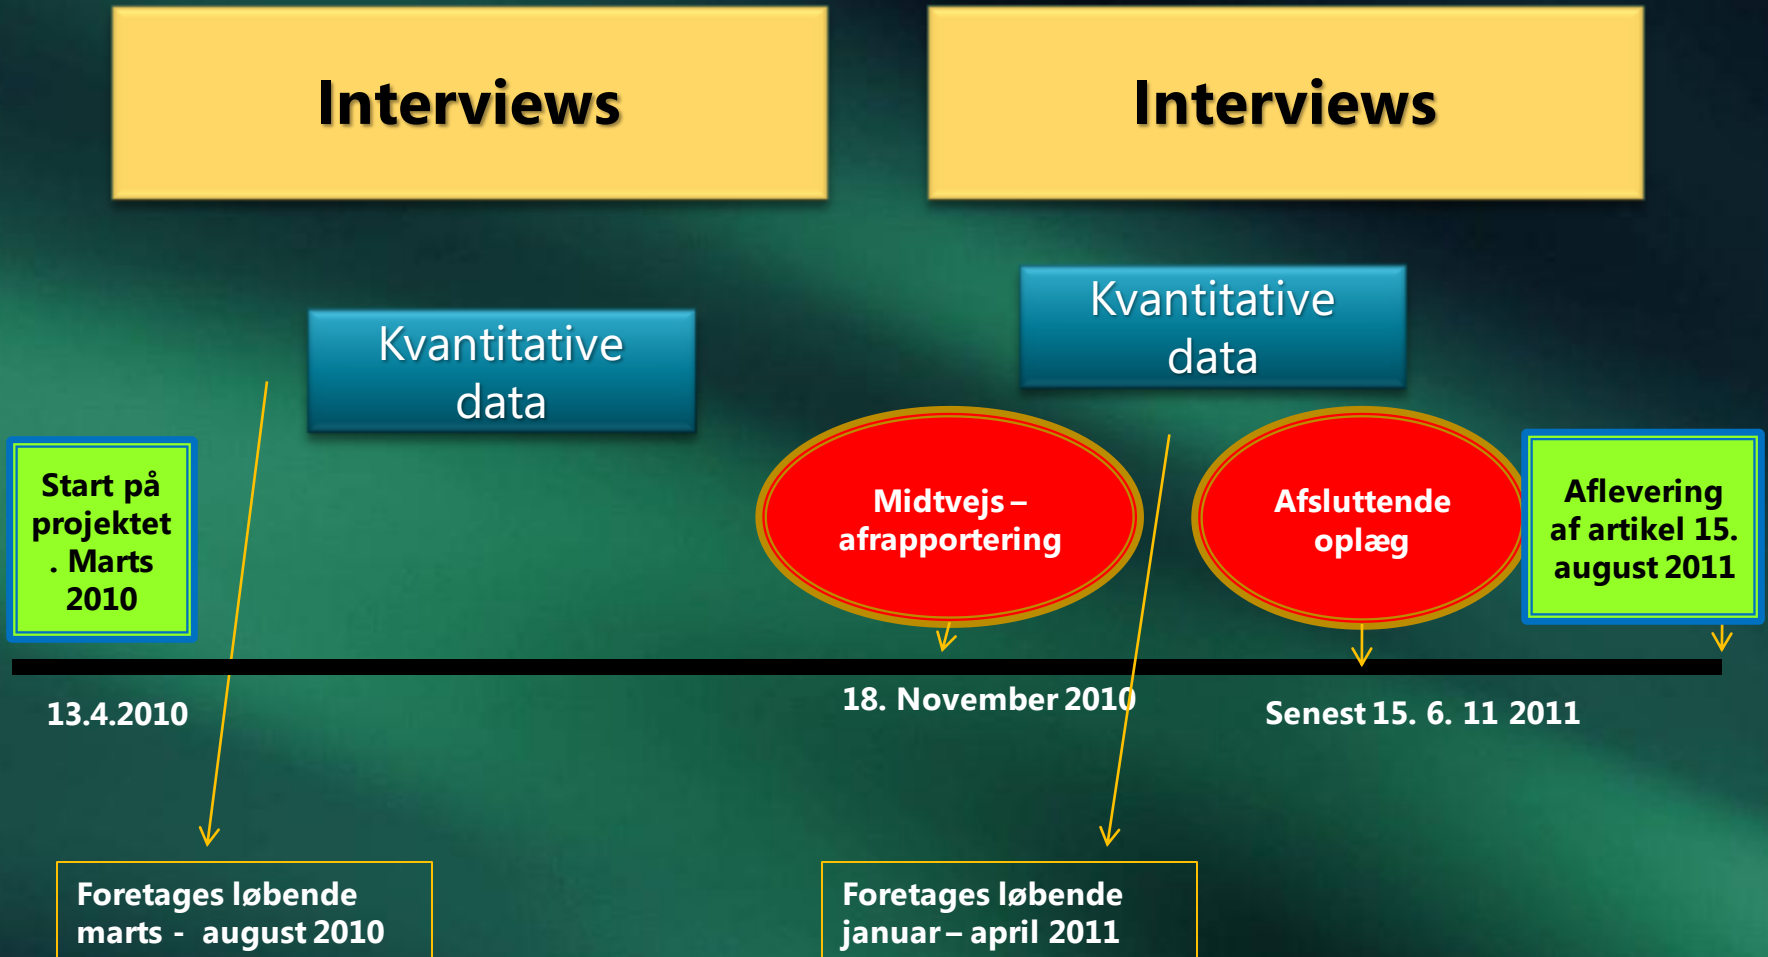 Interviews
Interviews
Kvantitative
data
Kvantitative
data
Start på
projektet
. Marts
2010
Midtvejs –
afrapportering
Afsluttende
oplæg
Aflevering
af artikel 15.
august 2011
13.4.2010
18. November 2010
Senest 15. 6. 11 2011
Foretages løbende
marts - august 2010
Foretages løbende
januar – april 2011